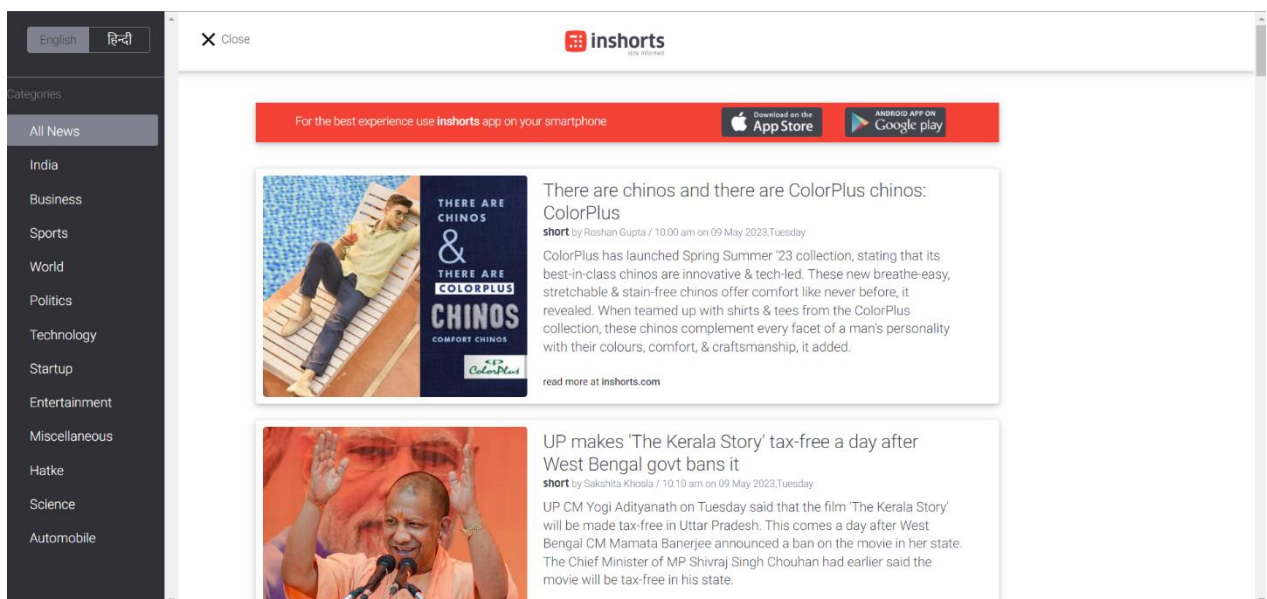 English हिन्दी
Categories
All News
India
Business
Sports
World
Politics
Technology
Startup
Entertainment
Miscellaneous
Hatke
Science
Automobile
Close
inshorts
stay informed
For the best experience use inshorts app on your smartphone
Download on the
App Store
ANDROID APP ON
Google play
THERE ARE
CHINOS
&
THERE ARE
COLORPLUS
CHINOS
COMFORT CHINOS
CP
ColorPlus
There are chinos and there are ColorPlus chinos:
ColorPlus
short by Roshan Gupta / 10:00 am on 09 May 2023,Tuesday
ColorPlus has launched Spring Summer '23 collection, stating that its
best-in-class chinos are innovative & tech-led. These new breathe-easy,
stretchable & stain-free chinos offer comfort like never before, it
revealed. When teamed up with shirts & tees from the ColorPlus
collection, these chinos complement every facet of a man's personality
with their colours, comfort, & craftsmanship, it added.
read more at inshorts.com
UP makes 'The Kerala Story' tax-free a day after
West Bengal govt bans it
short by Sakshita Khosla / 10:10 am on 09 May 2023,Tuesday
UP CM Yogi Adityanath on Tuesday said that the film 'The Kerala Story'
will be made tax-free in Uttar Pradesh. This comes a day after West
Bengal CM Mamata Banerjee announced a ban on the movie in her state.
The Chief Minister of MP Shivraj Singh Chouhan had earlier said the
movie will be tax-free in his state.